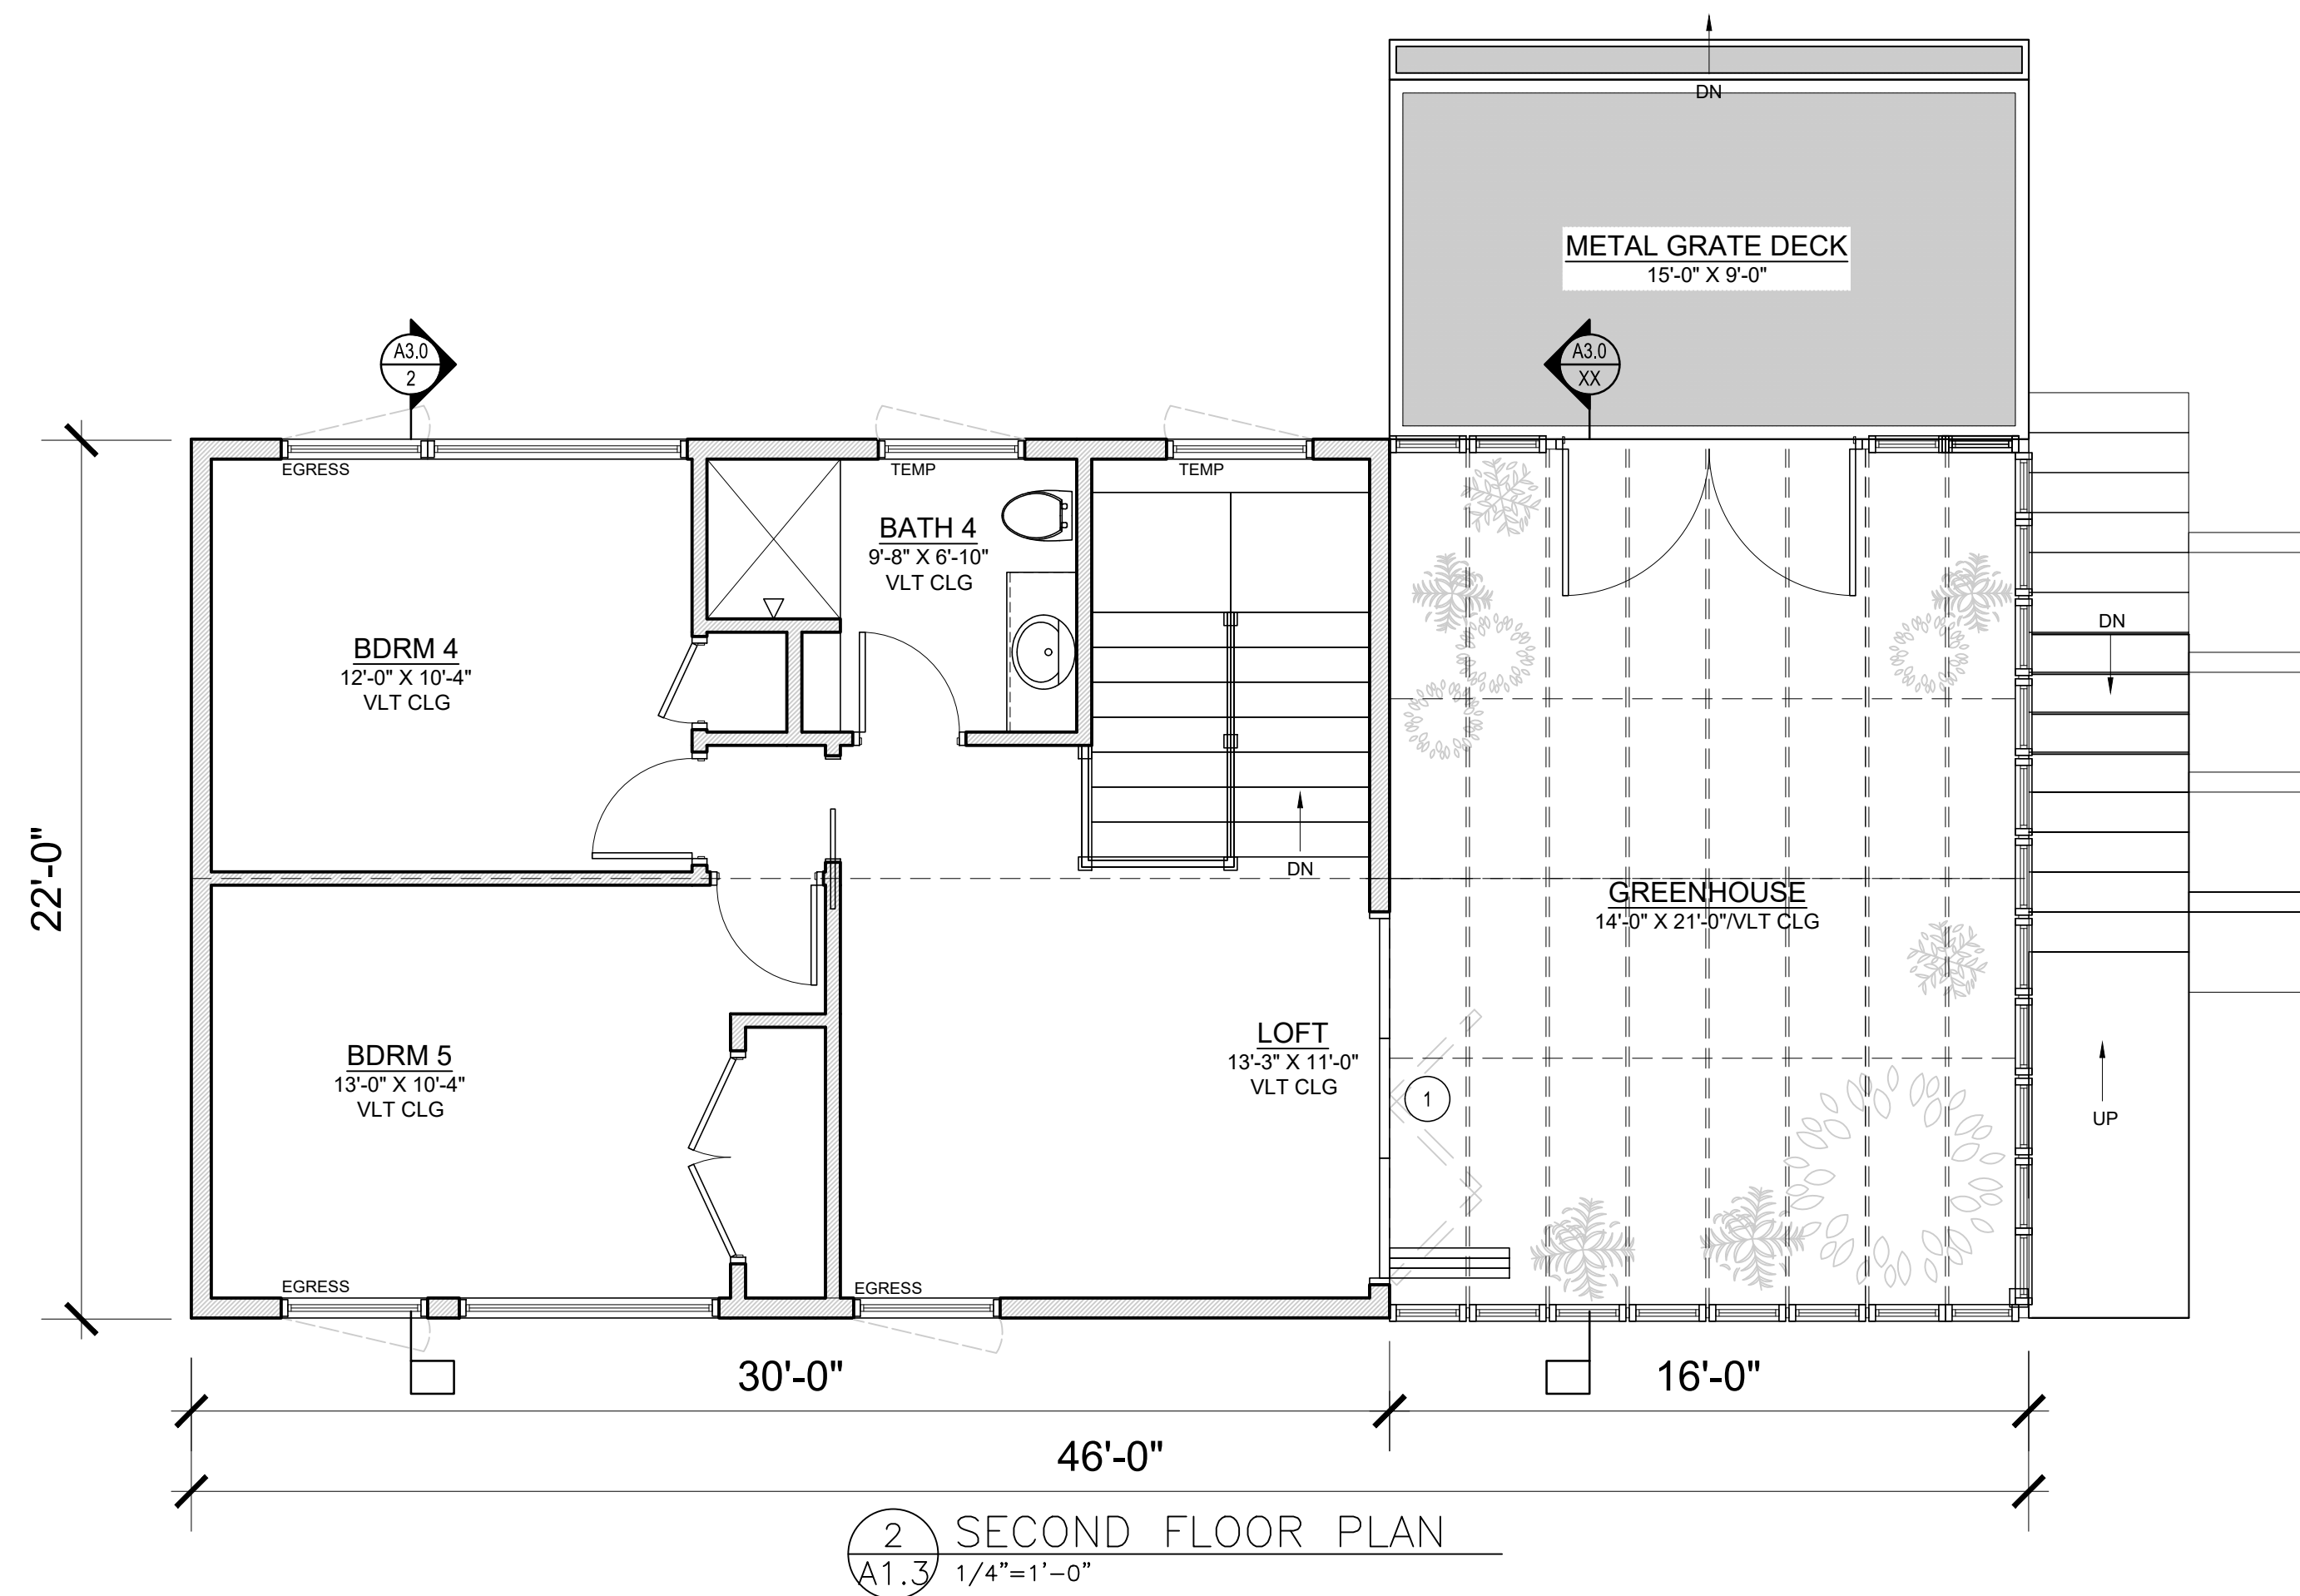 DN
METAL GRATE DECK
15'-0" X 9'-0"
A3.0
2
A3.0
XX
EGRESS
TEMP
TEMP
BATH 4
9'-8" X 6'-10"
VLT CLG
BDRM 4
12'-0" X 10'-4"
VLT CLG
DN
22'-0"
DN
GREENHOUSE
14'-0" X 21'-0"/VLT CLG
BDRM 5
13'-0" X 10'-4"
VLT CLG
LOFT
13'-3" X 11'-0"
VLT CLG
1
UP
EGRESS
EGRESS
30'-0"
16'-0"
46'-0"
2
A1.3
SECOND FLOOR PLAN
1/4"=1'-0"